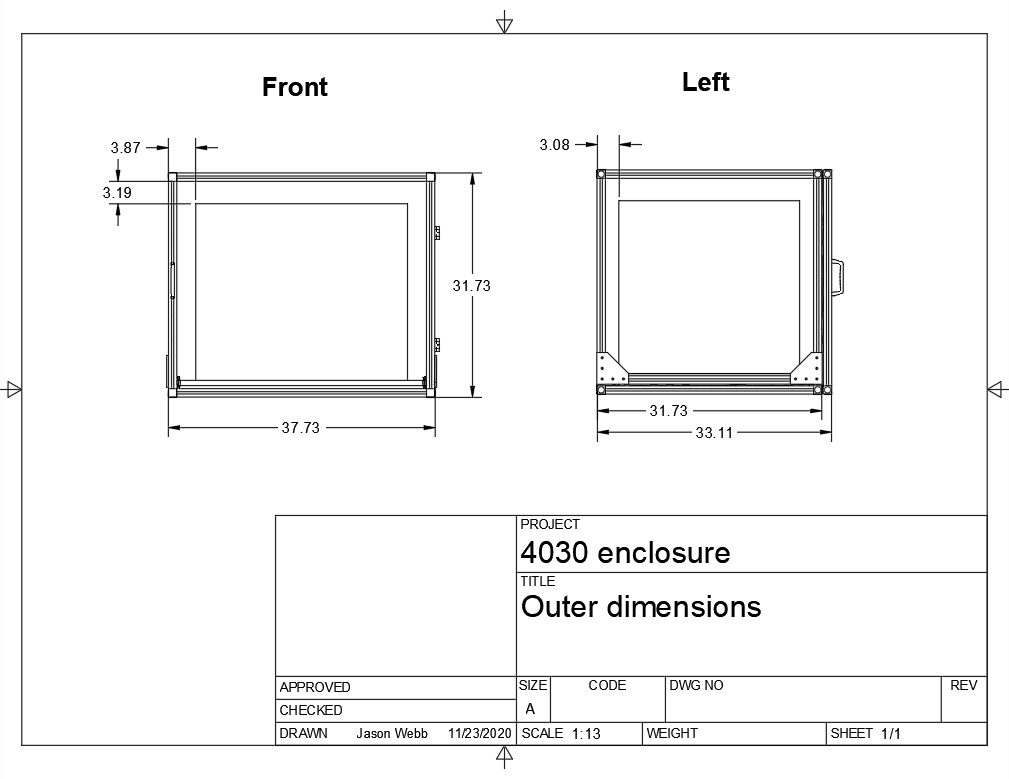 Front
Left
3.87
3.08
3.19
31.73
37.73
31.73
33.11
PROJECT
4030 enclosure
TITLE
Outer dimensions
APPROVED
CHECKED
DRAWN Jason Webb 11/23/2020
SIZE
A
CODE
DWG NO
REV
SCALE 1:13
WEIGHT
SHEET 1/1